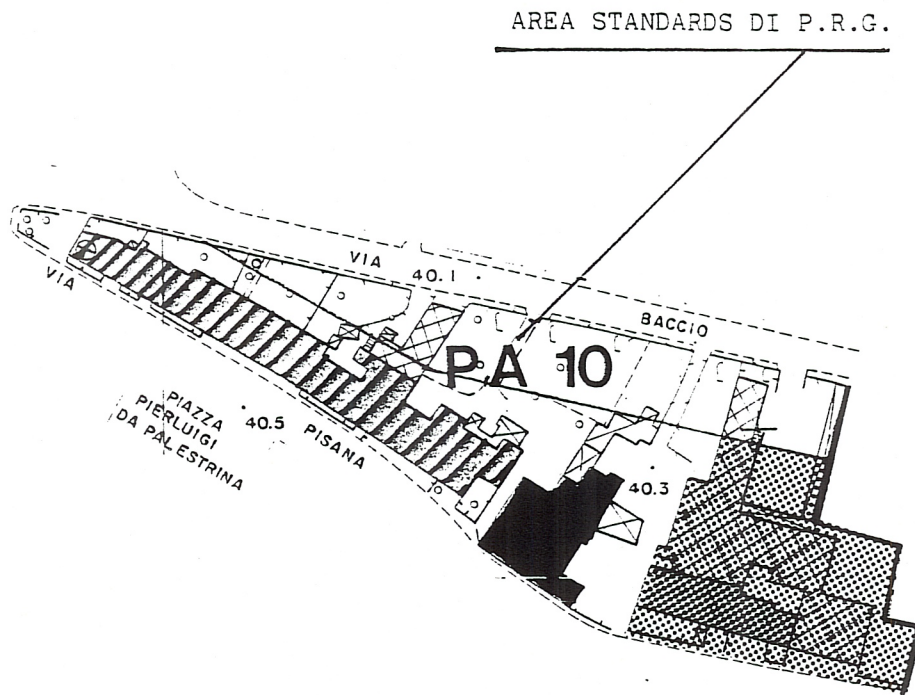 AREA STANDARDS DI P.R.G.
VIA 40.1 BACCIO
VIA 40.5 PISANA
PIAZZA
PIERLUIGI
DA PALESTRINA
PA 10
40.3